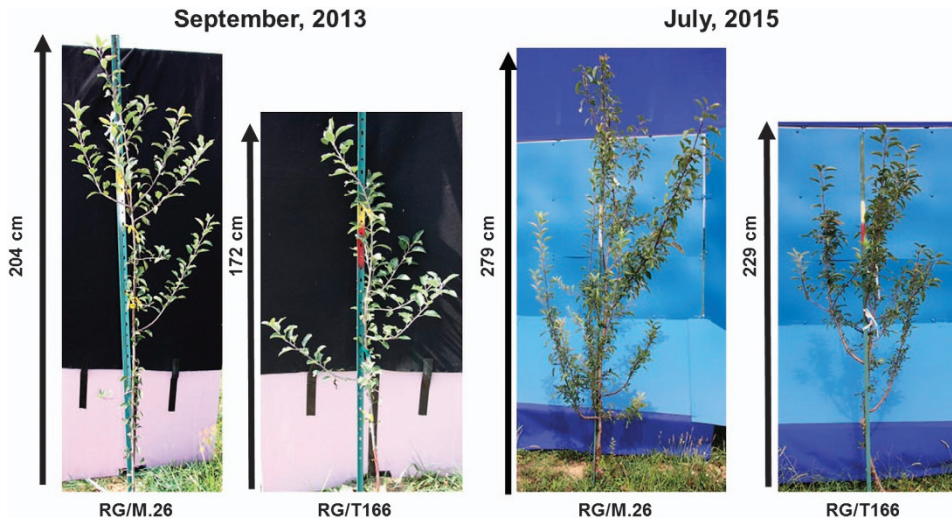 September, 2013
July, 2015
204 cm
172 cm
279 cm
229 cm
RG/M.26
RG/T166
RG/M.26
RG/T166